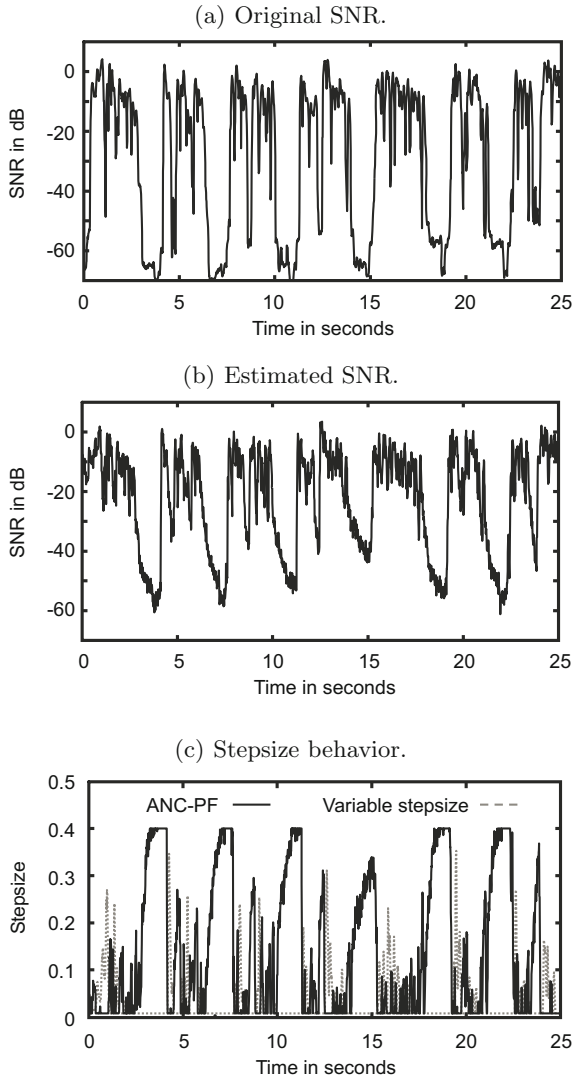 (a) Original SNR.
0
-20
-40
-60
SNR in dB
0 5 10 15 20 25
Time in seconds
(b) Estimated SNR.
0
-20
-40
-60
SNR in dB
0 5 10 15 20 25
Time in seconds
(c) Stepsize behavior.
0.5
ANC-PF Variable stepsize
0.4
0.3
0.2
0.1
0
Stepsize
0 5 10 15 20 25
Time in seconds